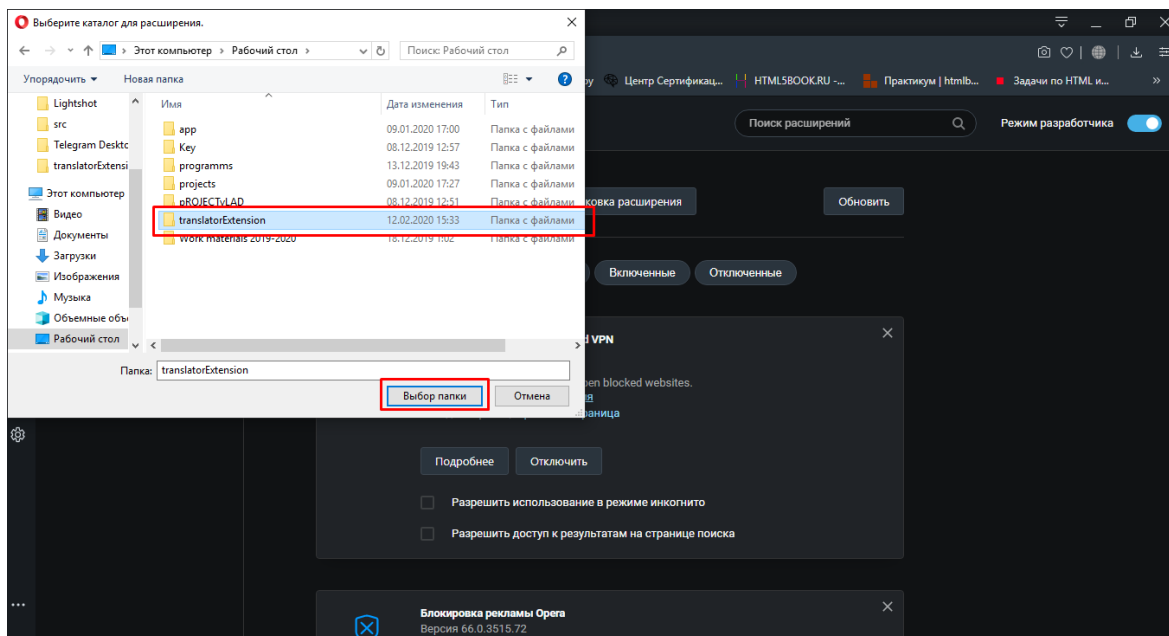 Выберите каталог для расширения.
Этот компьютер › Рабочий стол ›
Поиск: Рабочий стол
Упорядочить
Новая папка
Lightshot
src
Telegram Deskto
translatorExtensi
Этот компьютер
Видео
Документы
Загрузки
Изображения
Музыка
Объемные объ
Рабочий стол
Имя Дата изменения Тип
app 09.01.2020 17:00 Папка с файлами
Key 08.12.2019 12:57 Папка с файлами
programms 13.12.2019 19:43 Папка с файлами
projects 09.01.2020 17:27 Папка с файлами
pROJECTvLAD 08.12.2019 12:51 Папка с файлами
translatorExtension 12.02.2020 15:33 Папка с файлами
Work materials 2019-2020 18.12.2019 1:02 Папка с файлами
Папка: translatorExtension
Выбор папки
Отмена
Центр Сертификац...
HTML5BOOK.RU -...
Практикум | htmlb...
Задачи по HTML и...
»
Поиск расширений
Режим разработчика
ковка расширения
Обновить
Включенные
Отключенные
VPN
en blocked websites.
я
раница
Подробнее
Отключить
Разрешить использование в режиме инкогнито
Разрешить доступ к результатам на странице поиска
Блокировка рекламы Opera
Версия 66.0.3515.72